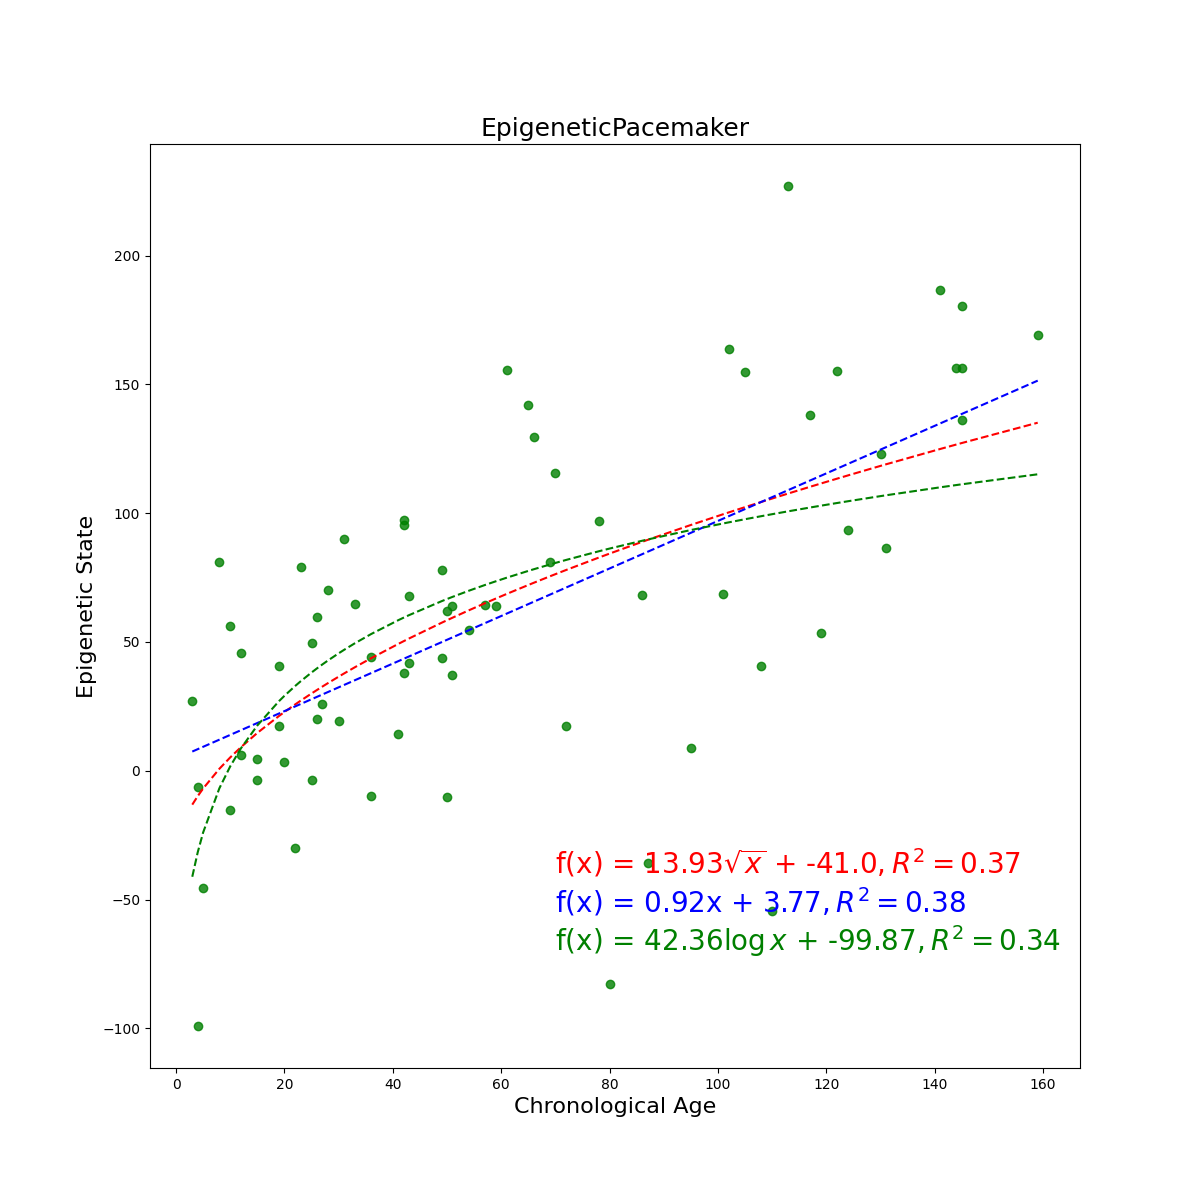 EpigeneticPacemaker
Epigenetic State
200
150
100
50
0
−50
−100
f(x) = 13.93√x + -41.0, R² = 0.37
f(x) = 0.92x + 3.77, R² = 0.38
f(x) = 42.36log x + -99.87, R² = 0.34
0 20 40 60 80 100 120 140 160
Chronological Age